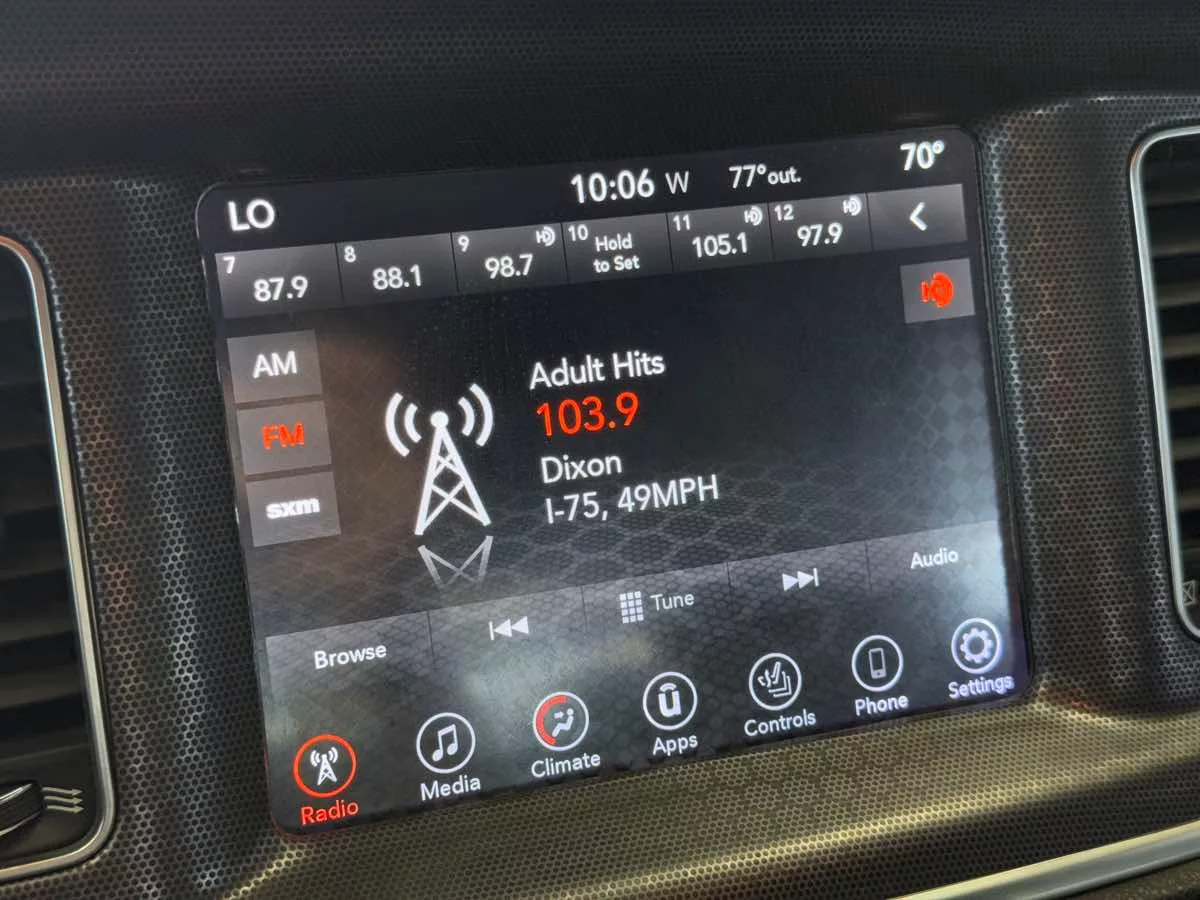 LO 10:06 W 77°out. 70°
7 87.9 8 88.1 9 98.7 10 Hold to Set 11 105.1 12 97.9
AM
FM
sxm
Adult Hits
103.9
Dixon
I-75, 49MPH
Browse Tune Audio
Radio Media Climate Apps Controls Phone Settings